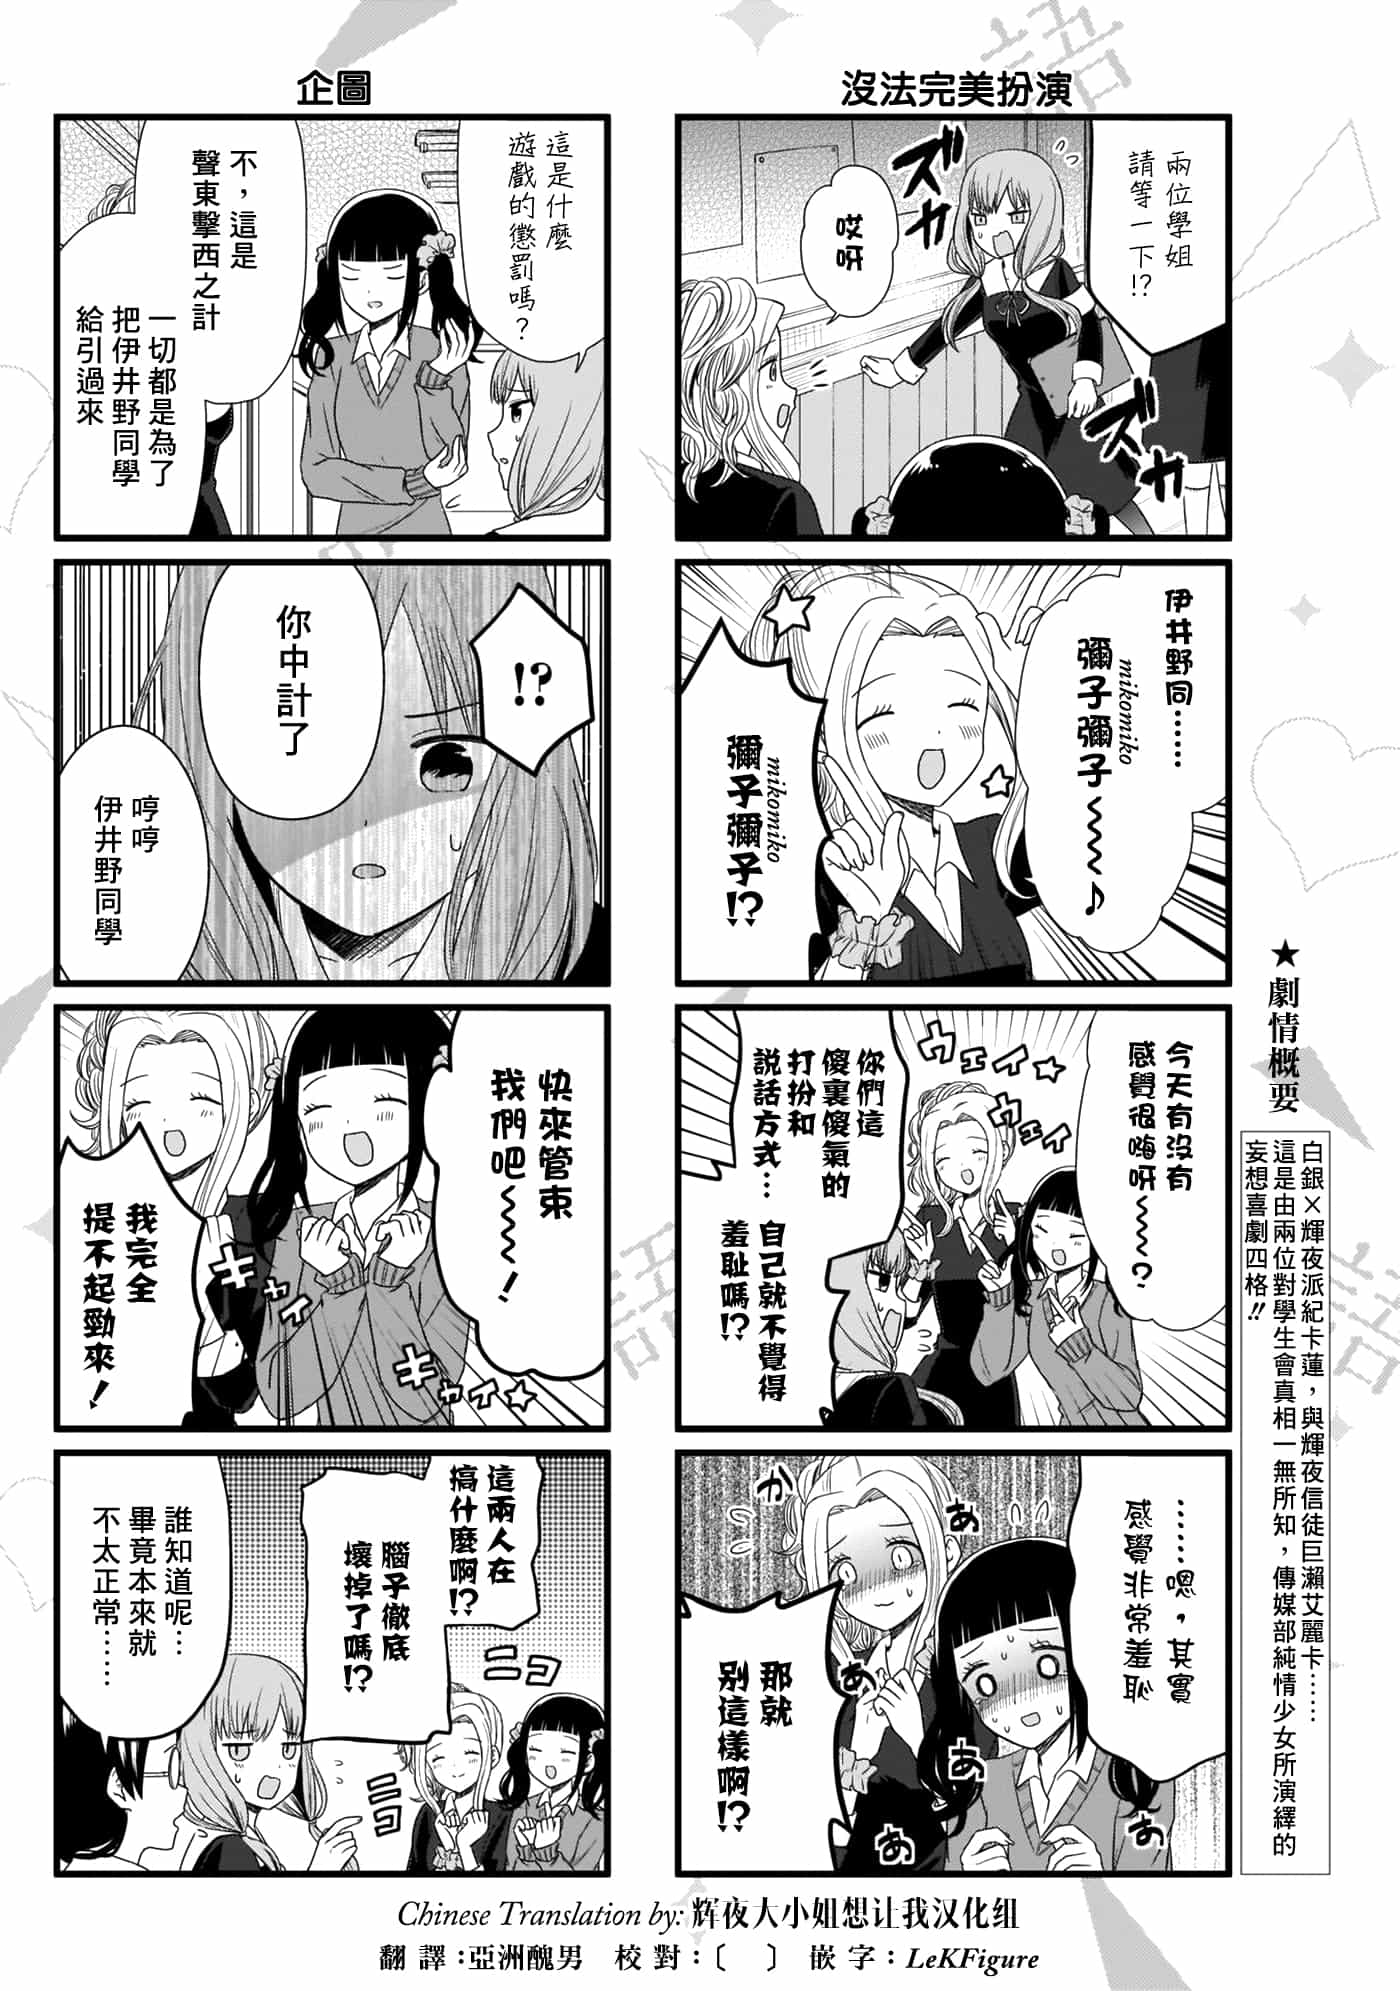 沒法完美扮演
兩位學姐
請等一下!?
ズカ
ズカ
哎呀
伊井野同……
彌子彌子～～♪
mikomiko
彌子彌子!?
mikomiko
今天有沒有
感覺很嗨呀～～?
ウェイ☆
ウェイ☆
你們這
傻裏傻氣的
打扮和
説話方式…
自己就不覺得
羞耻嗎!?
……嗯，其實
感覺非常羞恥
かぁ
ぁぁ
ぁぁ
那就
别這樣啊!?
企圖
這是什麼
遊戲的懲罰嗎？
不，這是
聲東擊西之計
一切都是為了
把伊井野同學
給引過來
!?
你中計了
哼哼
伊井野同學
快來管束
我們吧～～！
キャイ
キャイ☆
我完全
提不起勁來！
這兩人在
搞什麼啊!?
腦子徹底
壞掉了嗎!?
ニコ
ニコ
誰知道呢…
畢竟本來就
不太正常……
★劇情概要
白銀×輝夜派紀卡蓮，與輝夜信徒巨瀨艾麗卡……
這是由兩位對學生會真相一無所知，傳媒部純情少女所演繹的
妄想喜劇四格!!
Chinese Translation by: 辉夜大小姐想让我汉化组
翻譯:亞洲醜男 校對:〔 〕 嵌字:LeKFigure